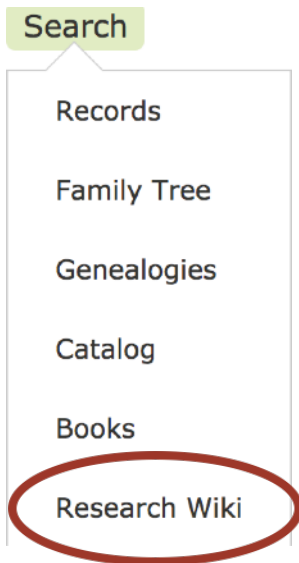 Search
Records
Family Tree
Genealogies
Catalog
Books
Research Wiki